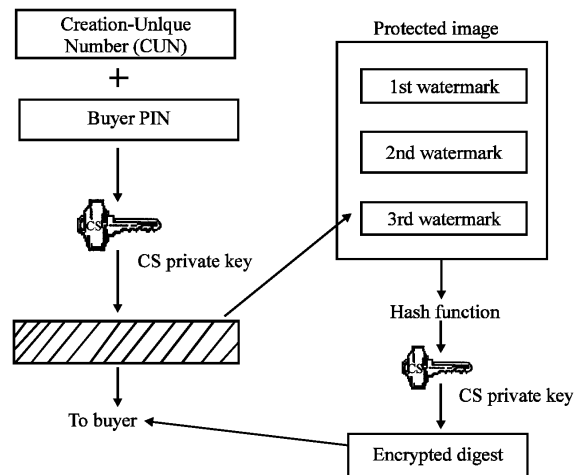 Creation-Unlque
Number (CUN)
+
Buyer PIN
CS
CS private key
To buyer
Protected image
1st watermark
2nd watermark
3rd watermark
Hash function
CS
CS private key
Encrypted digest